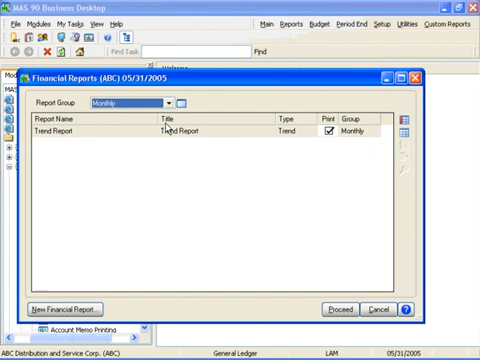 MAS 90 Business Desktop
File Modules My Tasks View Help
Main Reports Budget Period End Setup Utilities Custom Reports
Find Task Find
Welcome
Financial Reports (ABC) 05/31/2005
Report Group Monthly
Report Name Title Type Print Group
Trend Report Trend Report Trend Monthly
New Financial Report...
Proceed Cancel
Account Memo Printing
ABC Distribution and Service Corp. (ABC) General Ledger LAM 05/31/2005